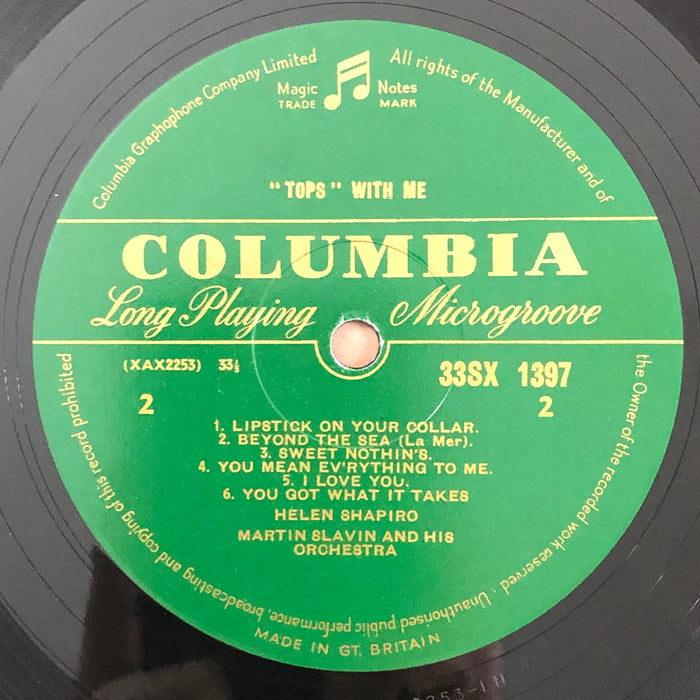 Columbia Graphophone Company Limited
All rights of the Manufacturer and of
the Owner of the recorded work reserved . Unauthorised public performance, broadcasting and copying of this record prohibited
Magic Notes
TRADE MARK
"TOPS" WITH ME
COLUMBIA
Long Playing Microgroove
(XAX2253) 33⅓
33SX 1397
2
2
1. LIPSTICK ON YOUR COLLAR.
2. BEYOND THE SEA (La Mer).
3. SWEET NOTHIN'S.
4. YOU MEAN EV'RYTHING TO ME.
5. I LOVE YOU.
6. YOU GOT WHAT IT TAKES
HELEN SHAPIRO
MARTIN SLAVIN AND HIS
ORCHESTRA
MADE IN GT. BRITAIN